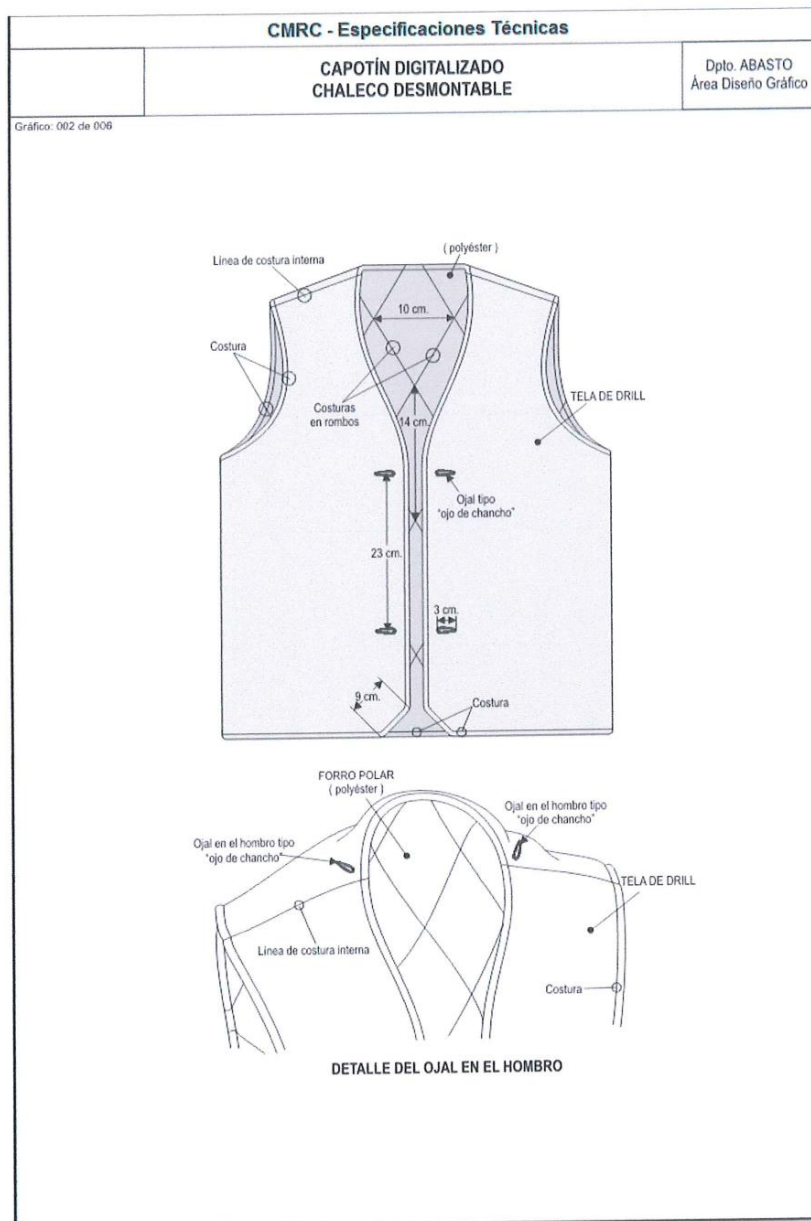 CMRC - Especificaciones Técnicas
CAPOTÍN DIGITALIZADO
CHALECO DESMONTABLE
Dpto. ABASTO
Área Diseño Gráfico
Gráfico: 002 de 006
( polyéster )
Linea de costura interna
10 cm.
Costura
Costuras
en rombos
TELA DE DRILL
14 cm.
Ojal tipo
"ojo de chancho"
23 cm.
3 cm.
9 cm.
Costura
FORRO POLAR
( polyéster )
Ojal en el hombro tipo
"ojo de chancho"
Ojal en el hombro tipo
"ojo de chancho"
TELA DE DRILL
Linea de costura interna
Costura
DETALLE DEL OJAL EN EL HOMBRO